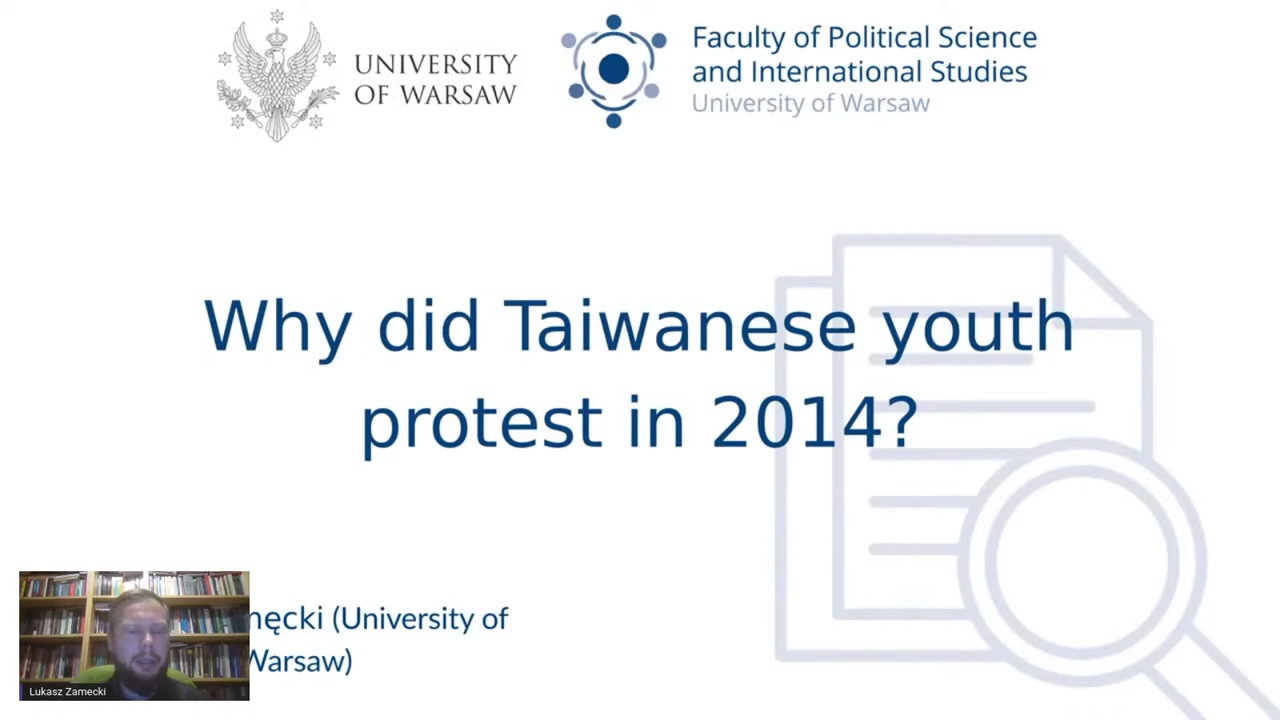 UNIVERSITY
OF WARSAW
Faculty of Political Science
and International Studies
University of Warsaw
Why did Taiwanese youth
protest in 2014?
(University of
Warsaw)
Lukasz Zamecki